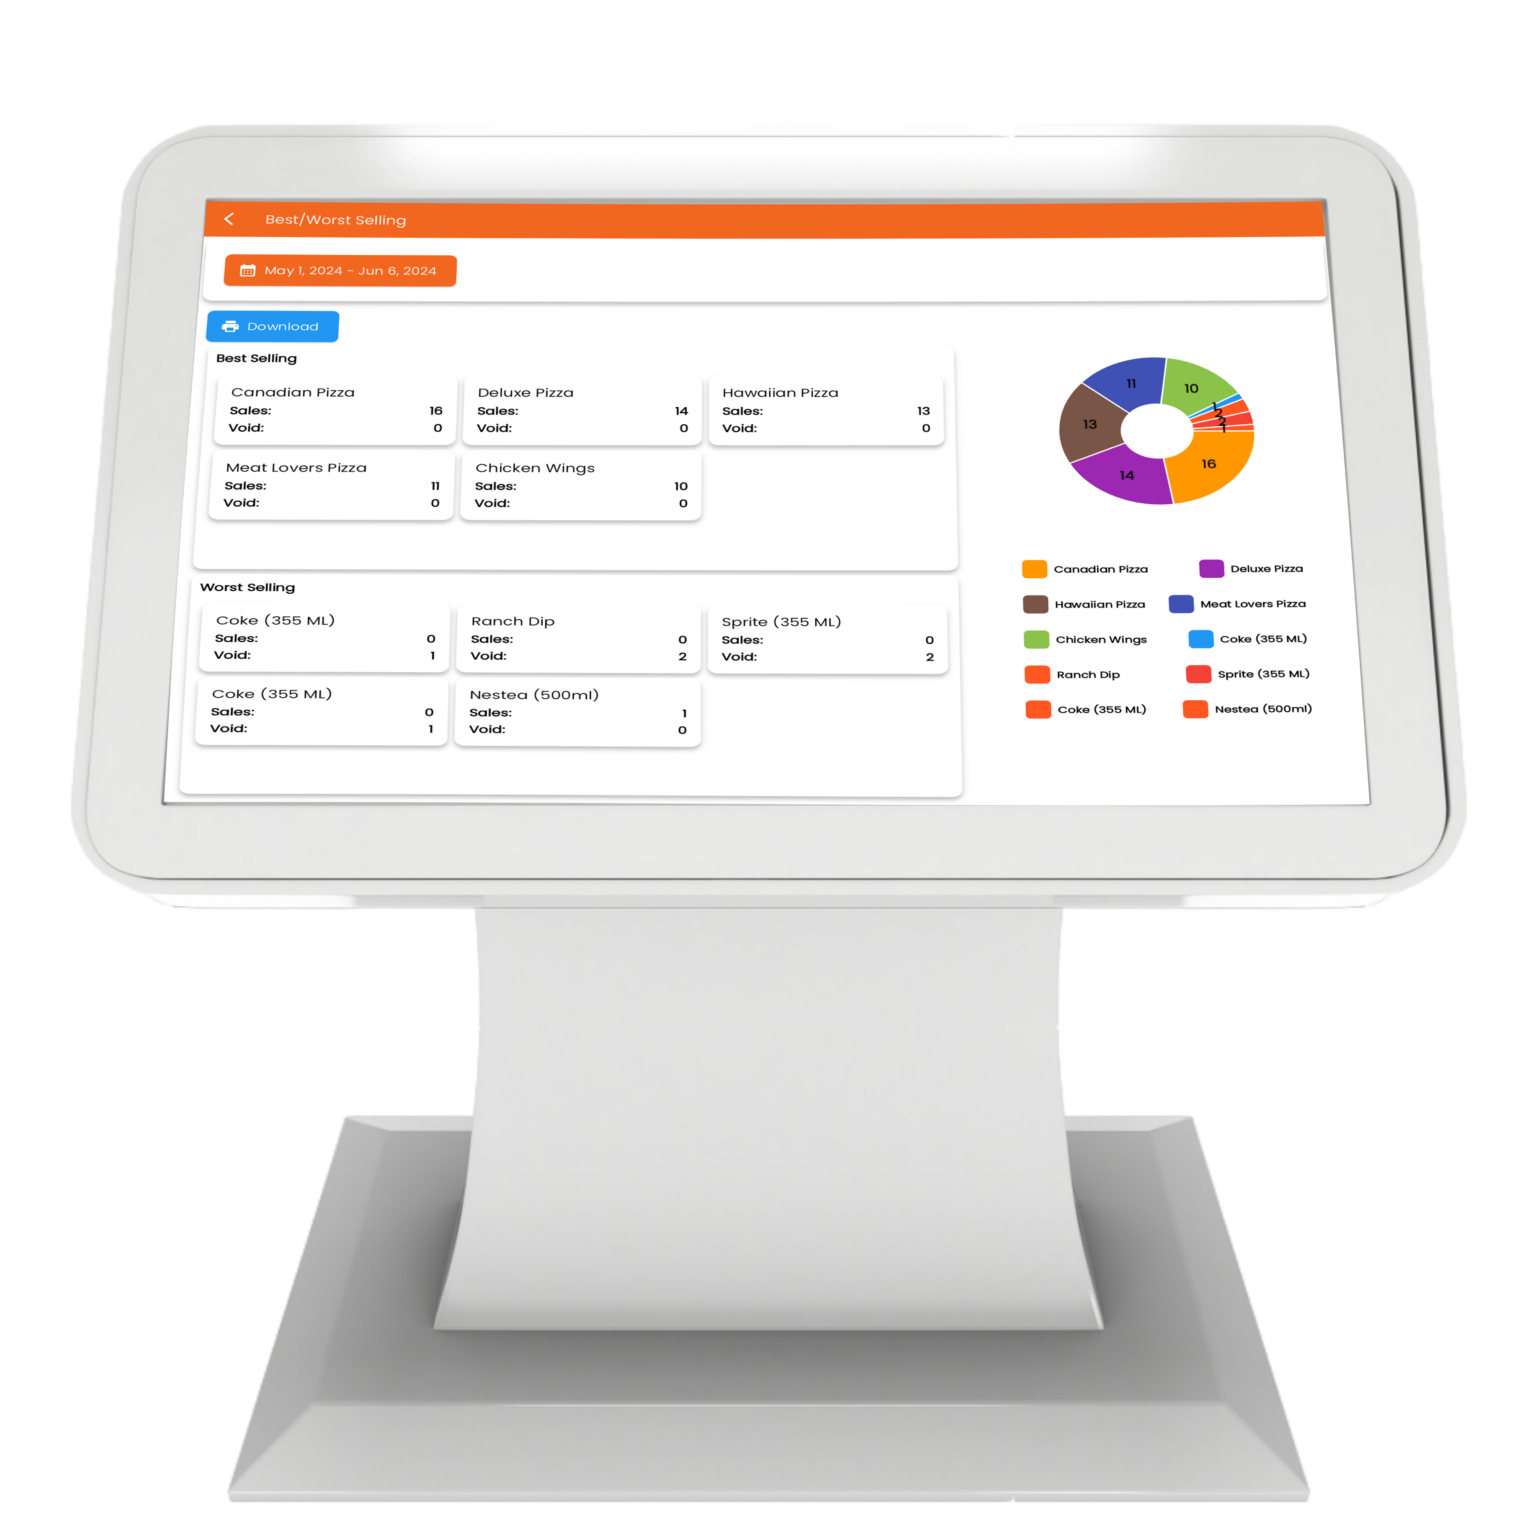 Best/Worst Selling
May 1, 2024 - Jun 6, 2024
Download
Best Selling
Canadian Pizza
Sales: 16
Void: 0
Deluxe Pizza
Sales: 14
Void: 0
Hawaiian Pizza
Sales: 13
Void: 0
Meat Lovers Pizza
Sales: 11
Void: 0
Chicken Wings
Sales: 10
Void: 0
Worst Selling
Coke (355 ML)
Sales: 0
Void: 1
Ranch Dip
Sales: 0
Void: 2
Sprite (355 ML)
Sales: 0
Void: 2
Coke (355 ML)
Sales: 0
Void: 1
Nestea (500ml)
Sales: 1
Void: 0
11
10
1
2
2
1
13
16
14
Canadian Pizza
Deluxe Pizza
Hawaiian Pizza
Meat Lovers Pizza
Chicken Wings
Coke (355 ML)
Ranch Dip
Sprite (355 ML)
Coke (355 ML)
Nestea (500ml)